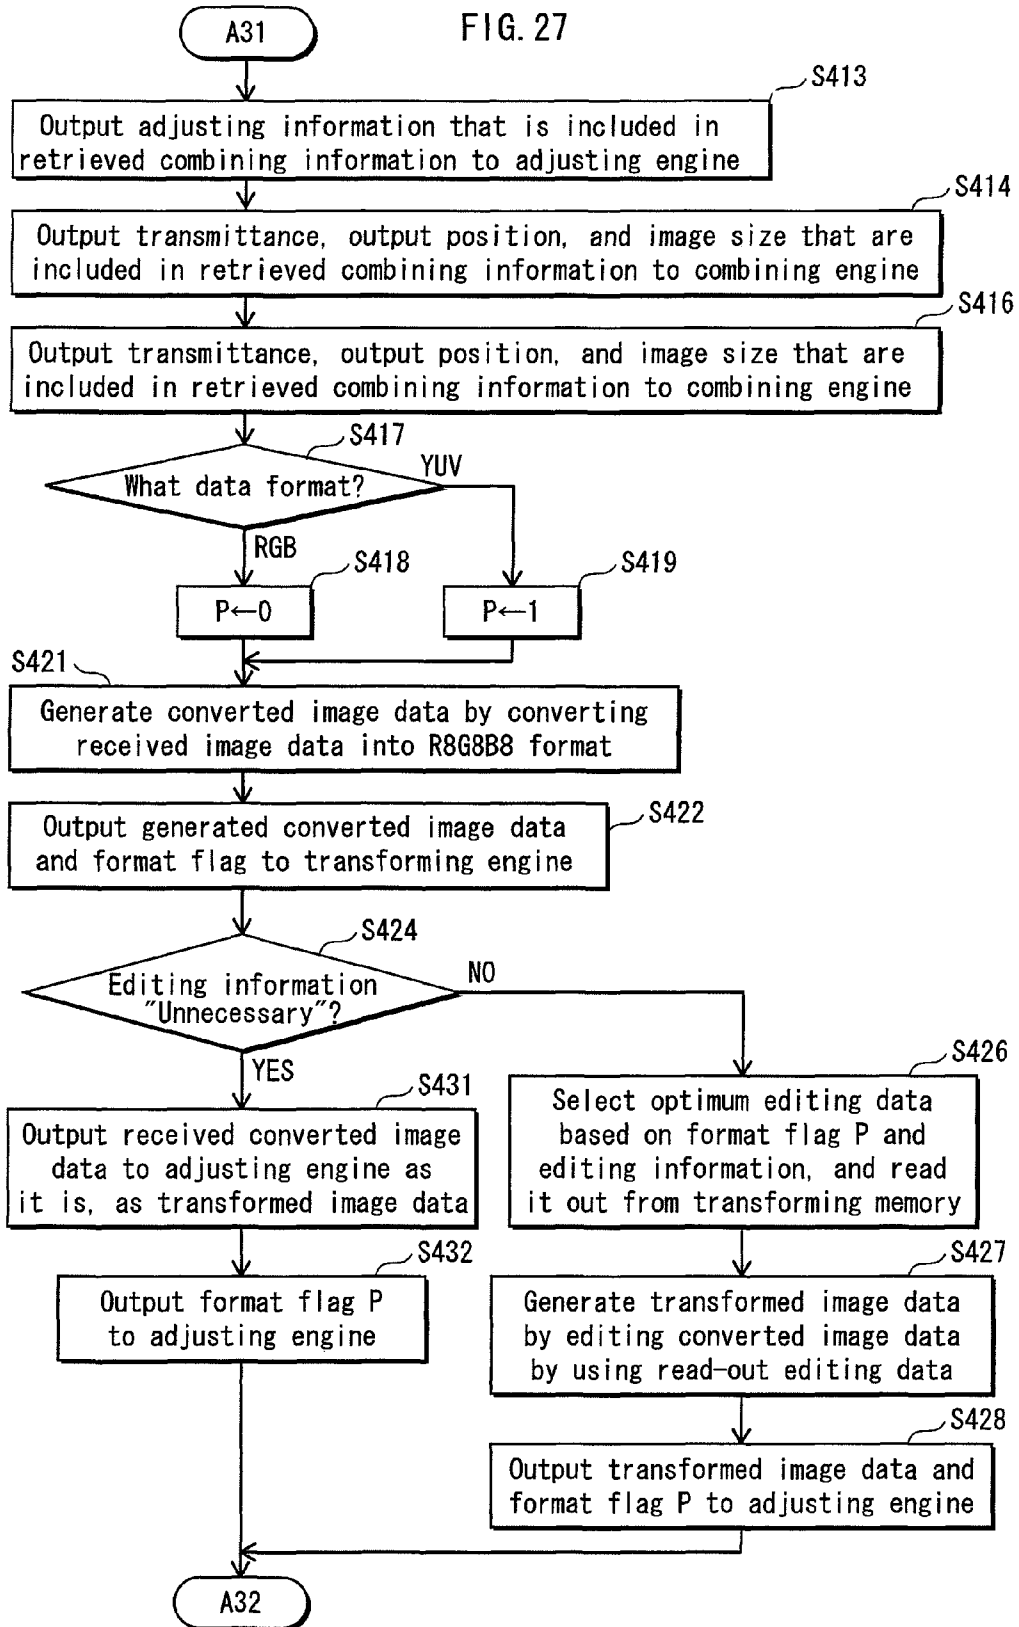 FIG. 27
A31
S413
Output adjusting information that is included in
retrieved combining information to adjusting engine
S414
Output transmittance, output position, and image size that are
included in retrieved combining information to combining engine
S416
Output transmittance, output position, and image size that are
included in retrieved combining information to combining engine
S417
What data format?
YUV
RGB
S418
P←0
S419
P←1
S421
Generate converted image data by converting
received image data into R8G8B8 format
S422
Output generated converted image data
and format flag to transforming engine
S424
Editing information
"Unnecessary"?
NO
YES
S431
Output received converted image
data to adjusting engine as
it is, as transformed image data
S432
Output format flag P
to adjusting engine
S426
Select optimum editing data
based on format flag P and
editing information, and read
it out from transforming memory
S427
Generate transformed image data
by editing converted image data
by using read-out editing data
S428
Output transformed image data and
format flag P to adjusting engine
A32